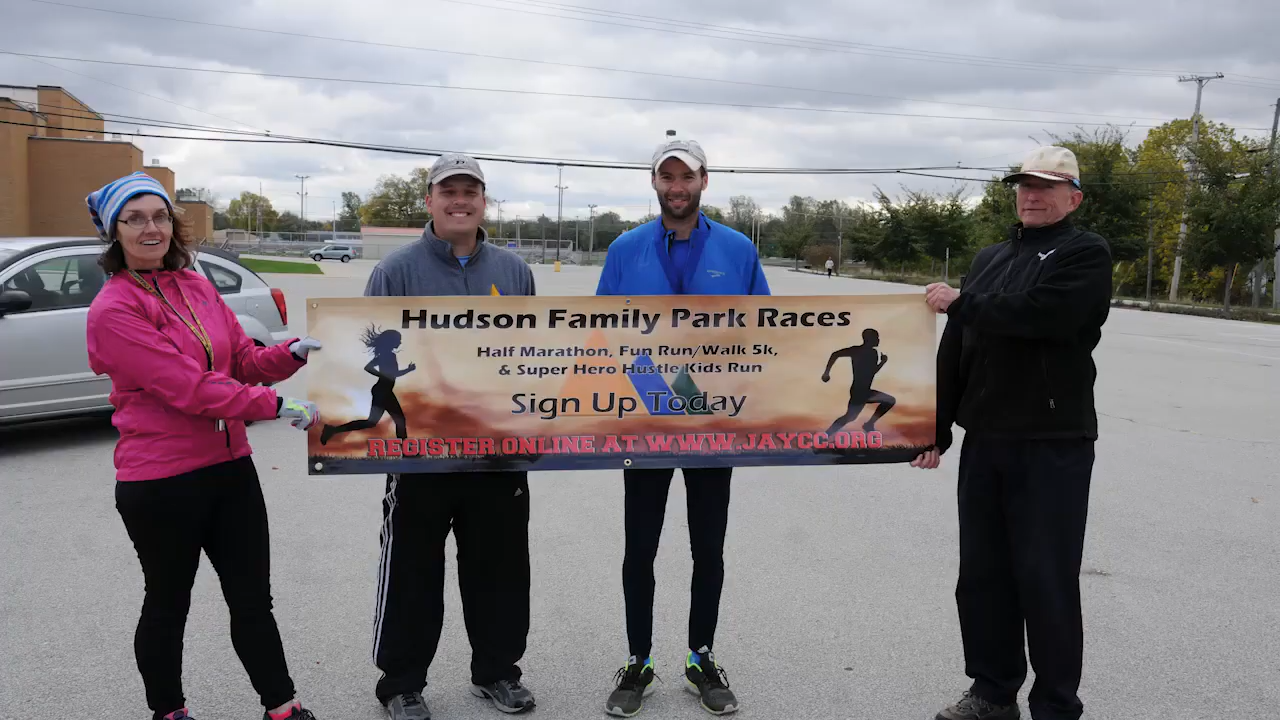 Hudson Family Park Races
Half Marathon, Fun Run/Walk 5k,
& Super Hero Hustle Kids Run
Sign Up Today
REGISTER ONLINE AT WWW.JAYCC.ORG